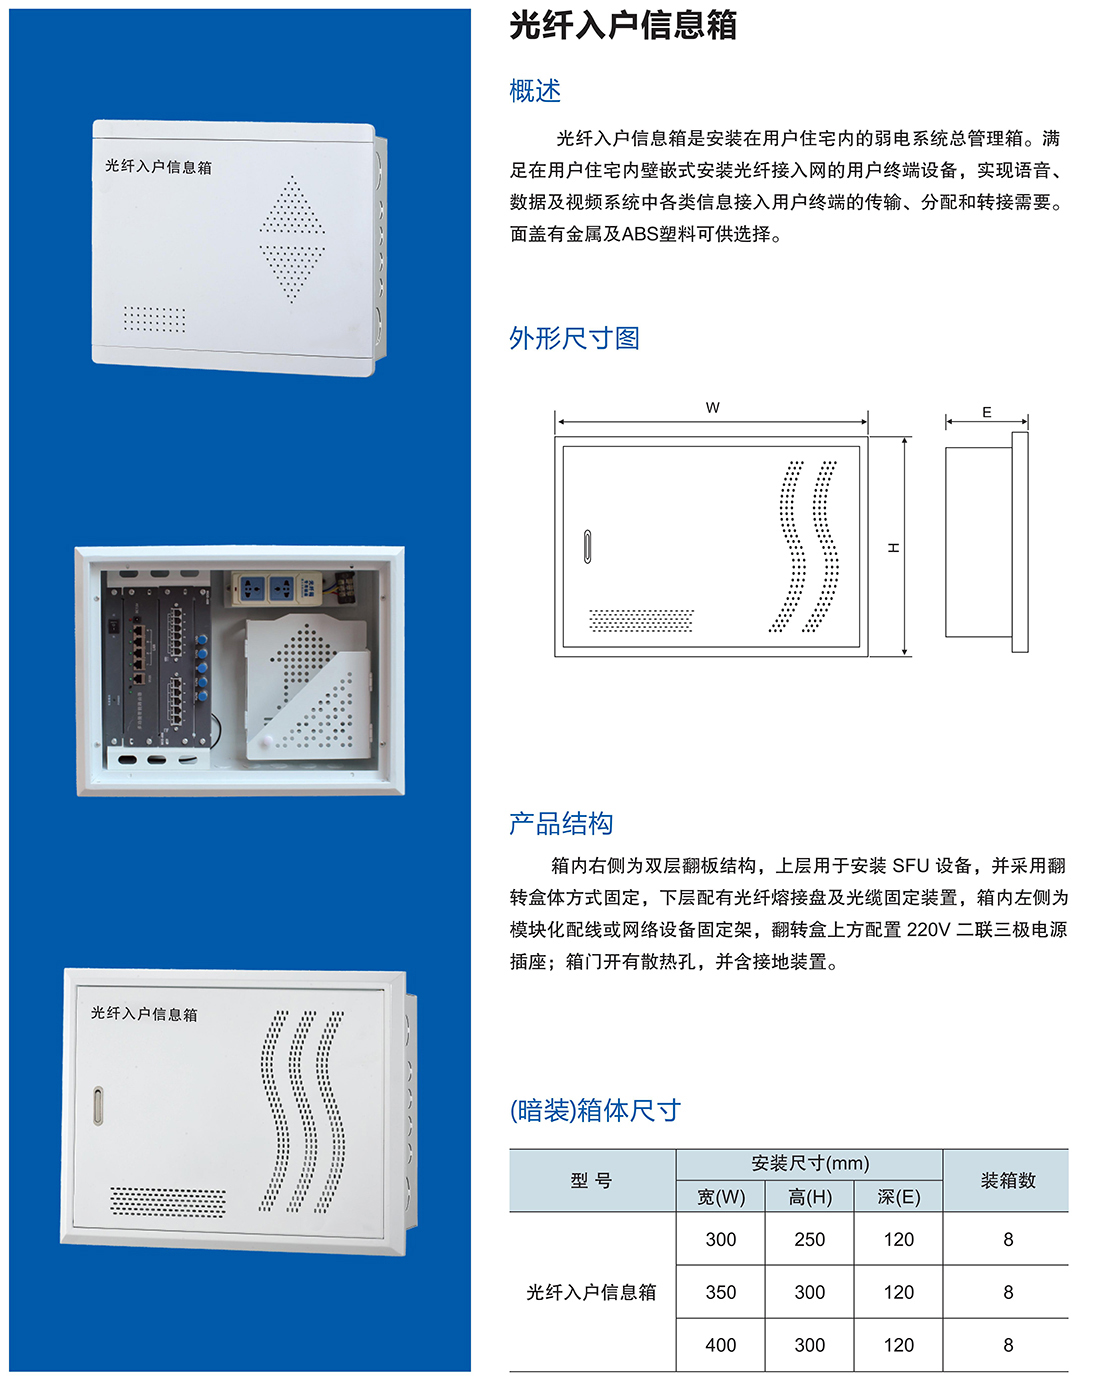 光纤入户信息箱
概述
光纤入户信息箱是安装在用户住宅内的弱电系统总管理箱。满
足在用户住宅内壁嵌式安装光纤接入网的用户终端设备，实现语音、
数据及视频系统中各类信息接入用户终端的传输、分配和转接需要。
面盖有金属及ABS塑料可供选择。
光纤入户信息箱
外形尺寸图
W
E
H
产品结构
箱内右侧为双层翻板结构，上层用于安装 SFU 设备，并采用翻
转盒体方式固定，下层配有光纤熔接盘及光缆固定装置，箱内左侧为
模块化配线或网络设备固定架，翻转盒上方配置 220V 二联三极电源
插座；箱门开有散热孔，并含接地装置。
光纤入户信息箱
(暗装)箱体尺寸
型 号 安装尺寸(mm) 装箱数
宽(W) 高(H) 深(E)
300 250 120 8
光纤入户信息箱 350 300 120 8
400 300 120 8